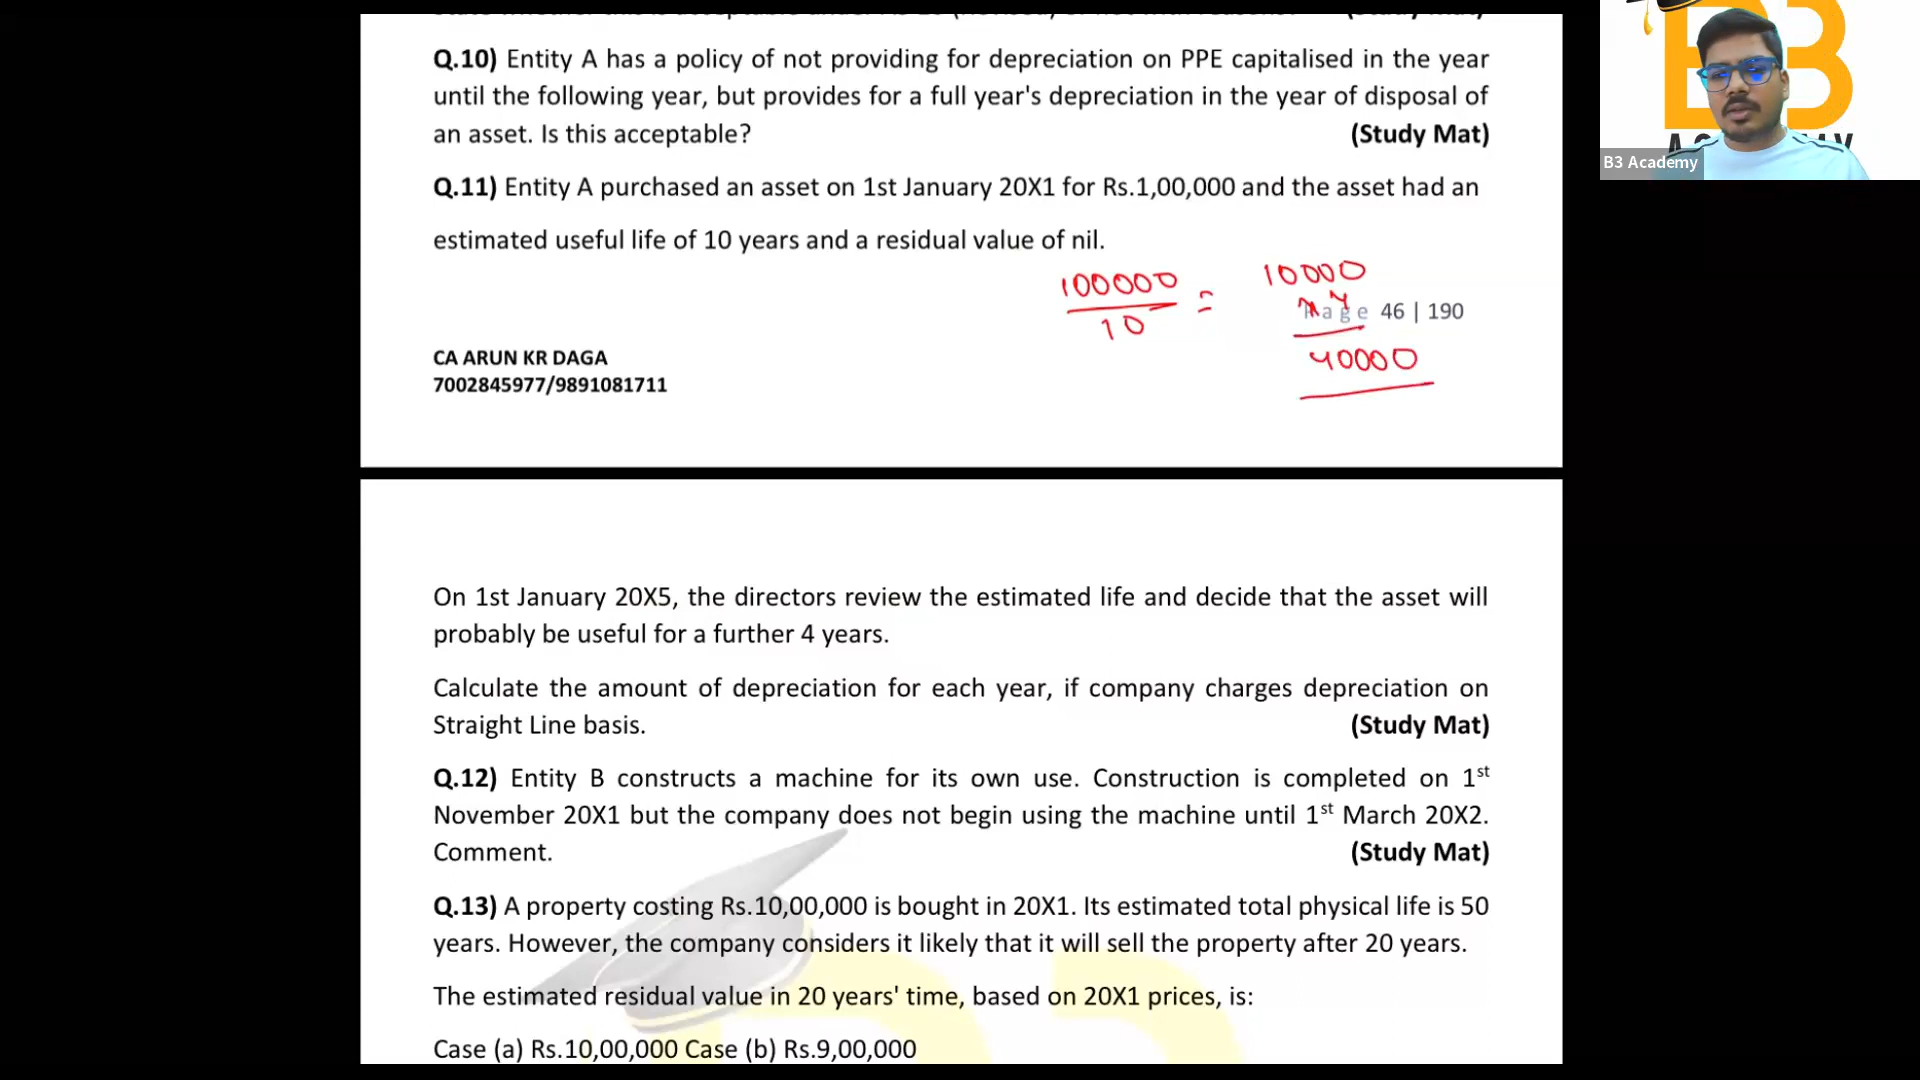 Q.10) Entity A has a policy of not providing for depreciation on PPE capitalised in the year
until the following year, but provides for a full year's depreciation in the year of disposal of
an asset. Is this acceptable? (Study Mat)
Q.11) Entity A purchased an asset on 1st January 20X1 for Rs.1,00,000 and the asset had an
estimated useful life of 10 years and a residual value of nil.
100000
10
=
10000
x 4
40000
Page 46 | 190
CA ARUN KR DAGA
7002845977/9891081711
On 1st January 20X5, the directors review the estimated life and decide that the asset will
probably be useful for a further 4 years.
Calculate the amount of depreciation for each year, if company charges depreciation on
Straight Line basis. (Study Mat)
Q.12) Entity B constructs a machine for its own use. Construction is completed on 1st
November 20X1 but the company does not begin using the machine until 1st March 20X2.
Comment. (Study Mat)
Q.13) A property costing Rs.10,00,000 is bought in 20X1. Its estimated total physical life is 50
years. However, the company considers it likely that it will sell the property after 20 years.
The estimated residual value in 20 years' time, based on 20X1 prices, is:
Case (a) Rs.10,00,000 Case (b) Rs.9,00,000
B3
B3 Academy